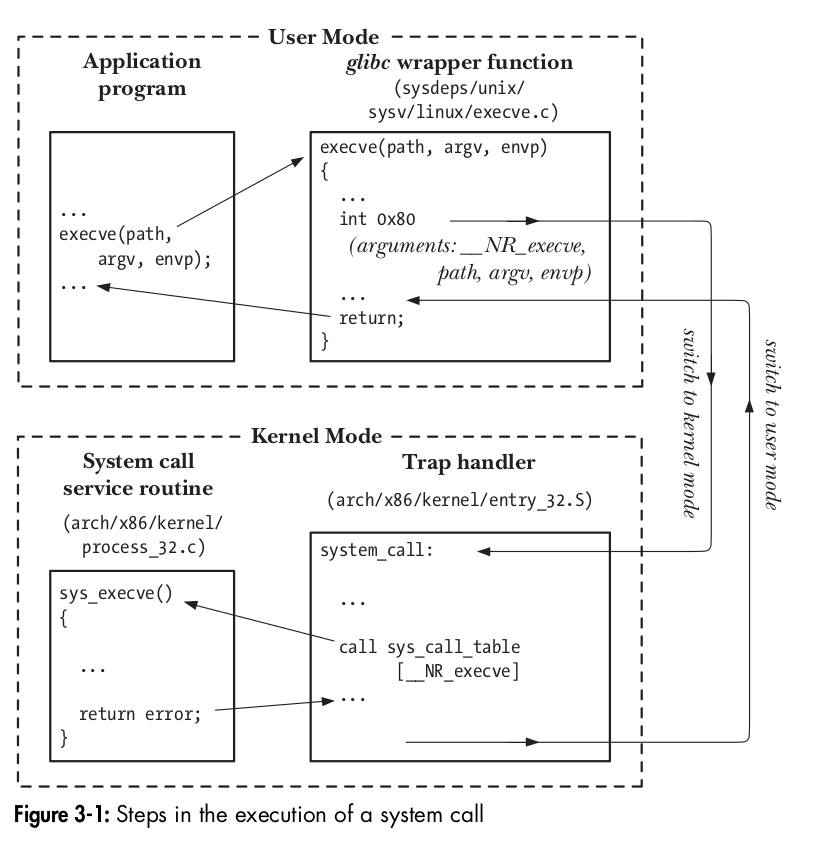 User Mode
Application
program
glibc wrapper function
(sysdeps/unix/
sysv/linux/execve.c)
...
execve(path,
argv, envp);
...
execve(path, argv, envp)
{
...
int 0x80
(arguments: __NR_execve,
path, argv, envp)
...
return;
}
switch to kernel mode
switch to user mode
Kernel Mode
System call
service routine
(arch/x86/kernel/
process_32.c)
Trap handler
(arch/x86/kernel/entry_32.S)
sys_execve()
{
...
return error;
}
system_call:
...
call sys_call_table
[__NR_execve]
...
Figure 3-1: Steps in the execution of a system call